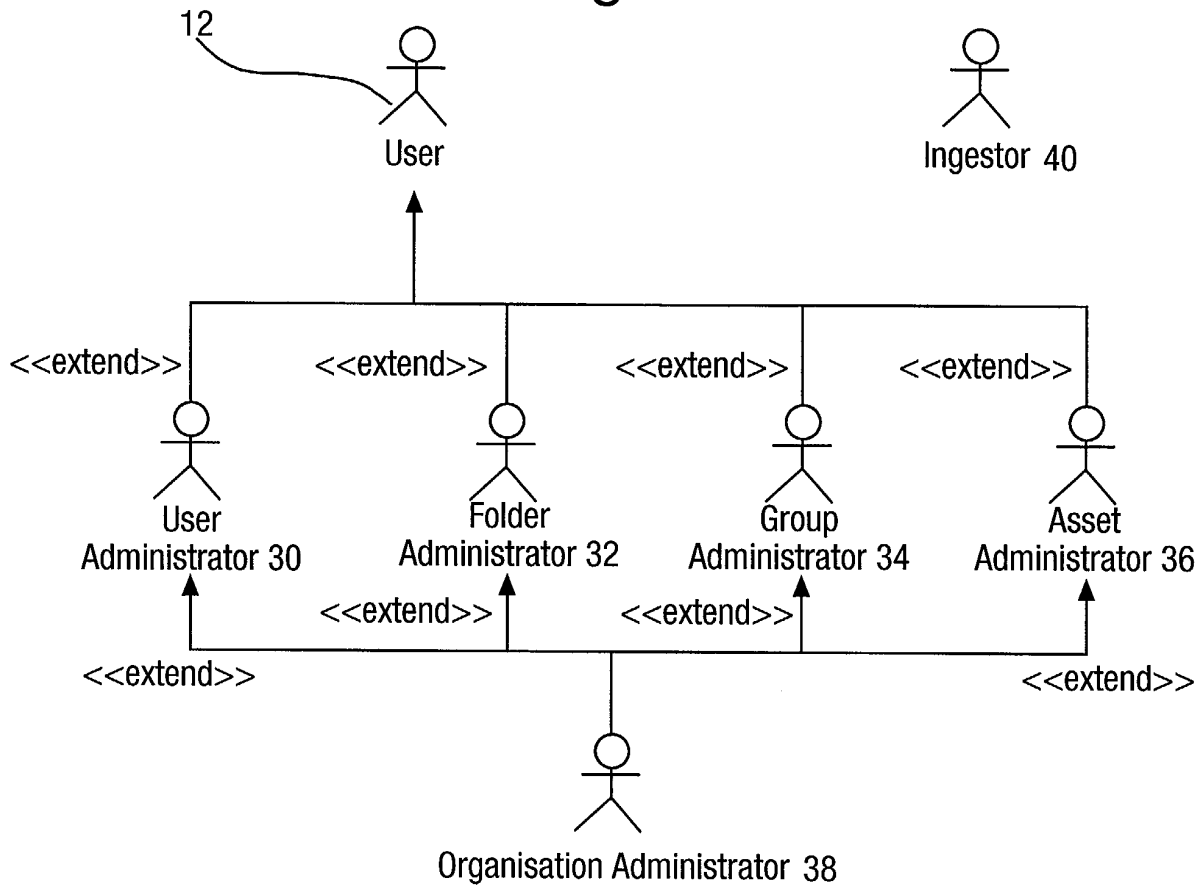 12
User
Ingestor 40
<<extend>> <<extend>> <<extend>> <<extend>>
User
Administrator 30
Folder
Administrator 32
Group
Administrator 34
Asset
Administrator 36
<<extend>> <<extend>>
<<extend>> <<extend>>
Organisation Administrator 38